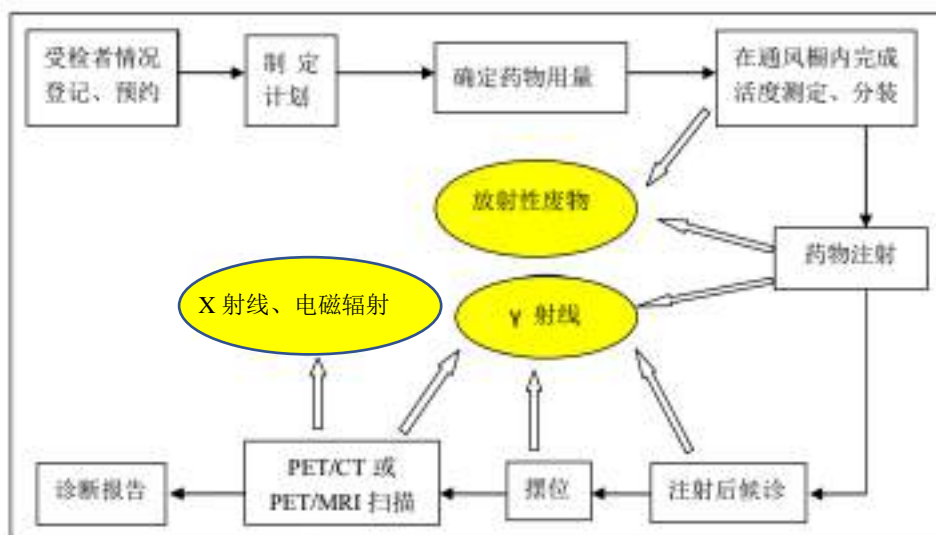 受检者情况
登记、预约
制 定
计划
确定药物用量
在通风橱内完成
活度测定、分装
放射性废物
药物注射
X 射线、电磁辐射
γ 射线
诊断报告
PET/CT 或
PET/MRI 扫描
摆位
注射后候诊